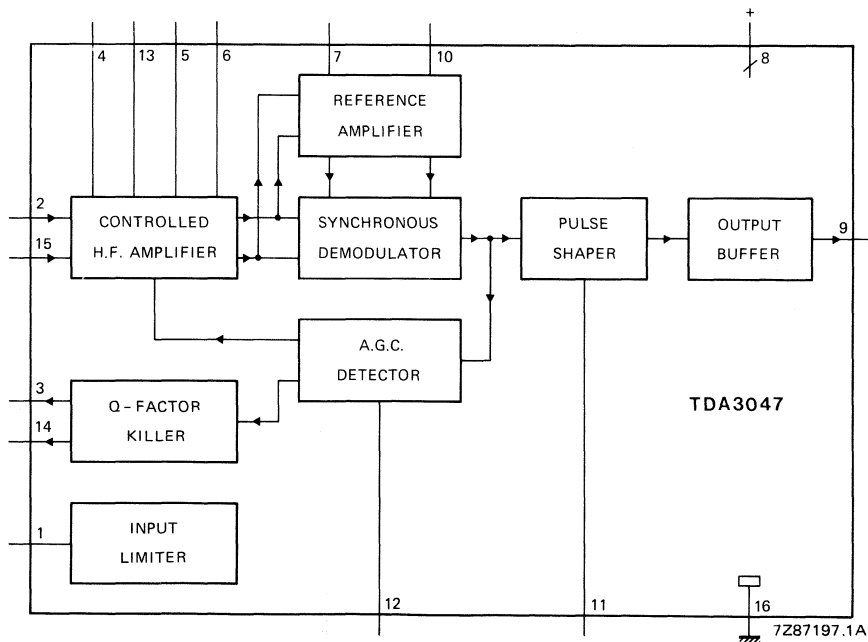 +
4
13
5
6
7
10
8
REFERENCE
AMPLIFIER
2
15
CONTROLLED
H.F. AMPLIFIER
SYNCHRONOUS
DEMODULATOR
PULSE
SHAPER
OUTPUT
BUFFER
9
A.G.C.
DETECTOR
3
14
Q-FACTOR
KILLER
TDA3047
1
INPUT
LIMITER
12
11
16
7Z87197.1A